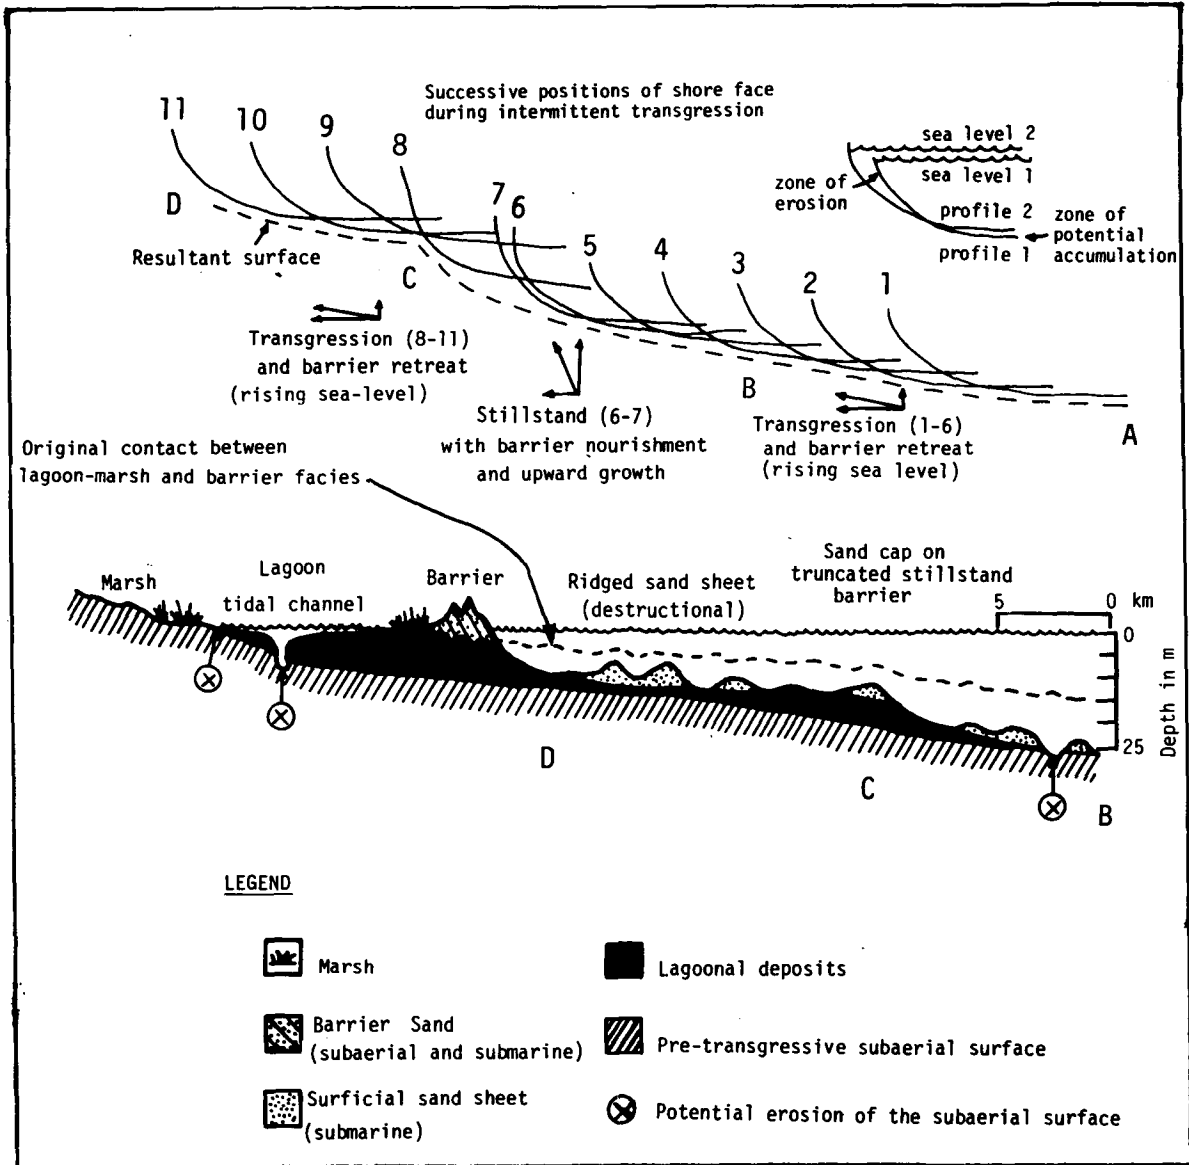 Successive positions of shore face
during intermittent transgression
11
10
9
8
7
6
5
4
3
2
1
sea level 2
sea level 1
zone of
erosion
profile 2
profile 1
zone of
potential
accumulation
D
Resultant surface
C
B
A
Transgression (8-11)
and barrier retreat
(rising sea-level)
Stillstand (6-7)
with barrier nourishment
and upward growth
Transgression (1-6)
and barrier retreat
(rising sea level)
Original contact between
lagoon-marsh and barrier facies
Marsh
Lagoon
tidal channel
Barrier
Ridged sand sheet
(destructional)
Sand cap on
truncated stillstand
barrier
5 0 km
0
25
Depth in m
D
C
B
LEGEND
Marsh
Barrier Sand
(subaerial and submarine)
Surficial sand sheet
(submarine)
Lagoonal deposits
Pre-transgressive subaerial surface
Potential erosion of the subaerial surface